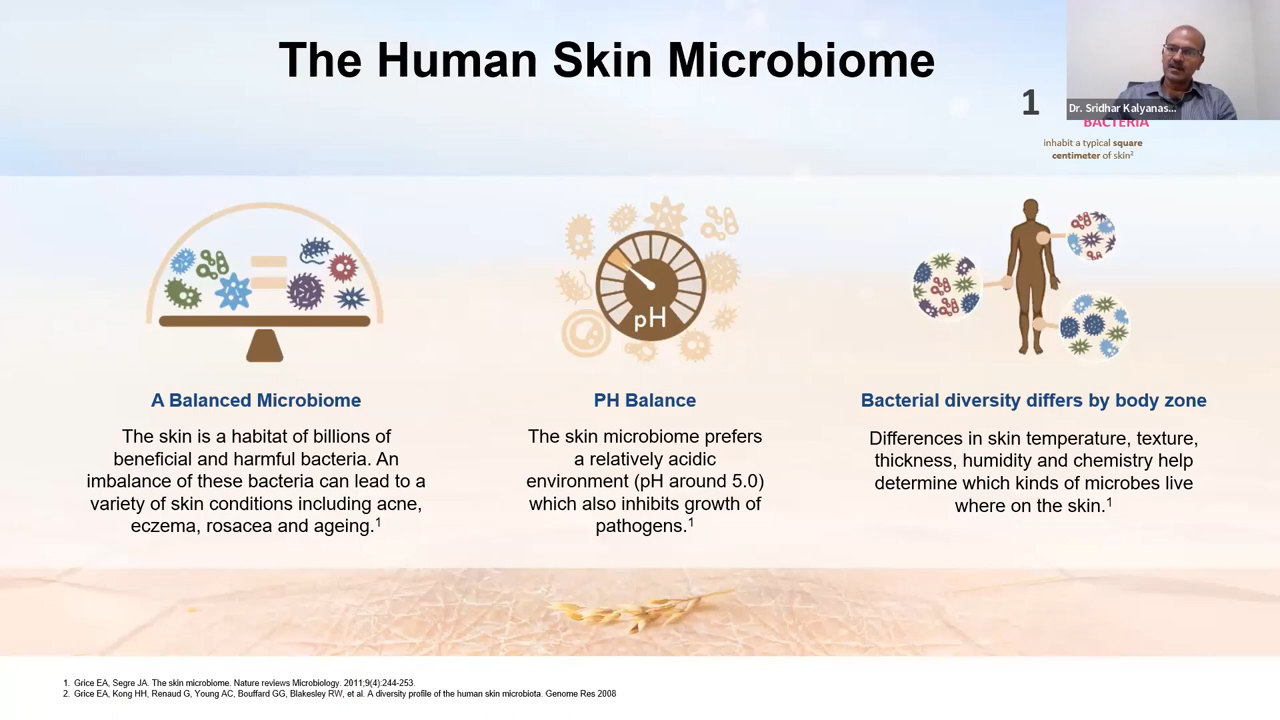 The Human Skin Microbiome
1
Dr. Sridhar Kalyanas...
BACTERIA
inhabit a typical square
centimeter of skin2
pH
A Balanced Microbiome
The skin is a habitat of billions of
beneficial and harmful bacteria. An
imbalance of these bacteria can lead to a
variety of skin conditions including acne,
eczema, rosacea and ageing.1
PH Balance
The skin microbiome prefers
a relatively acidic
environment (pH around 5.0)
which also inhibits growth of
pathogens.1
Bacterial diversity differs by body zone
Differences in skin temperature, texture,
thickness, humidity and chemistry help
determine which kinds of microbes live
where on the skin.1
1. Grice EA, Segre JA. The skin microbiome. Nature reviews Microbiology. 2011;9(4):244-253.
2. Grice EA, Kong HH, Renaud G, Young AC, Bouffard GG, Blakesley RW, et al. A diversity profile of the human skin microbiota. Genome Res 2008